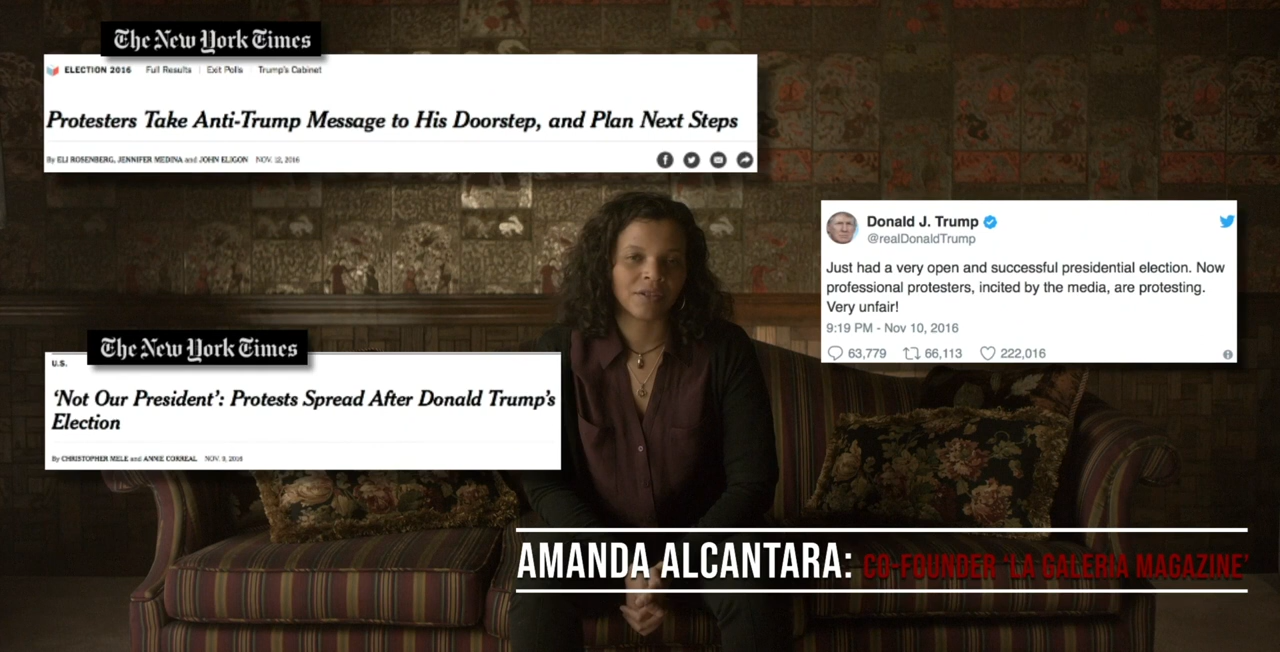 The New York Times
ELECTION 2016 Full Results Exit Polls Trump's Cabinet
Protesters Take Anti-Trump Message to His Doorstep, and Plan Next Steps
By ELI ROSENBERG, JENNIFER MEDINA and JOHN ELIGON NOV. 12, 2016
Donald J. Trump
@realDonaldTrump
Just had a very open and successful presidential election. Now
professional protesters, incited by the media, are protesting.
Very unfair!
9:19 PM - Nov 10, 2016
63,779 66,113 222,016
The New York Times
U.S.
'Not Our President': Protests Spread After Donald Trump's
Election
By CHRISTOPHER MELE and ANNIE CORREAL NOV. 9, 2016
AMANDA ALCANTARA: CO-FOUNDER 'LA GALERIA MAGAZINE'